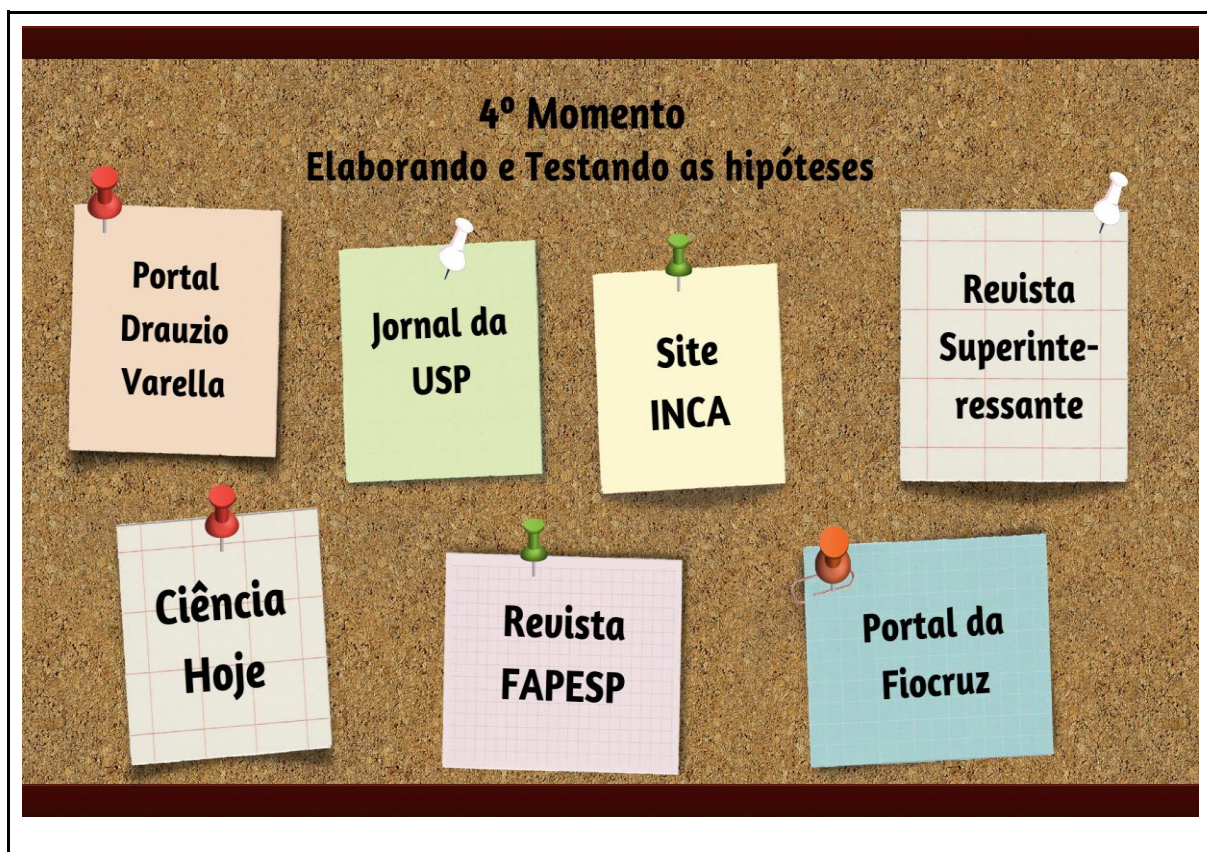 4º Momento
Elaborando e Testando as hipóteses
Portal
Drauzio
Varella
Jornal da
USP
Site
INCA
Revista
Superinte-
ressante
Ciência
Hoje
Revista
FAPESP
Portal da
Fiocruz